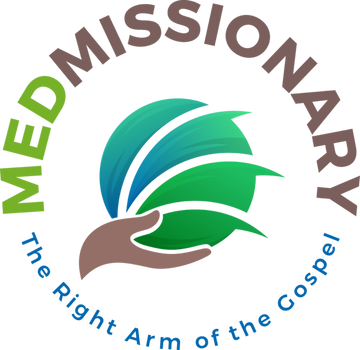 MEDMISSIONARY
The Right Arm of the Gospel